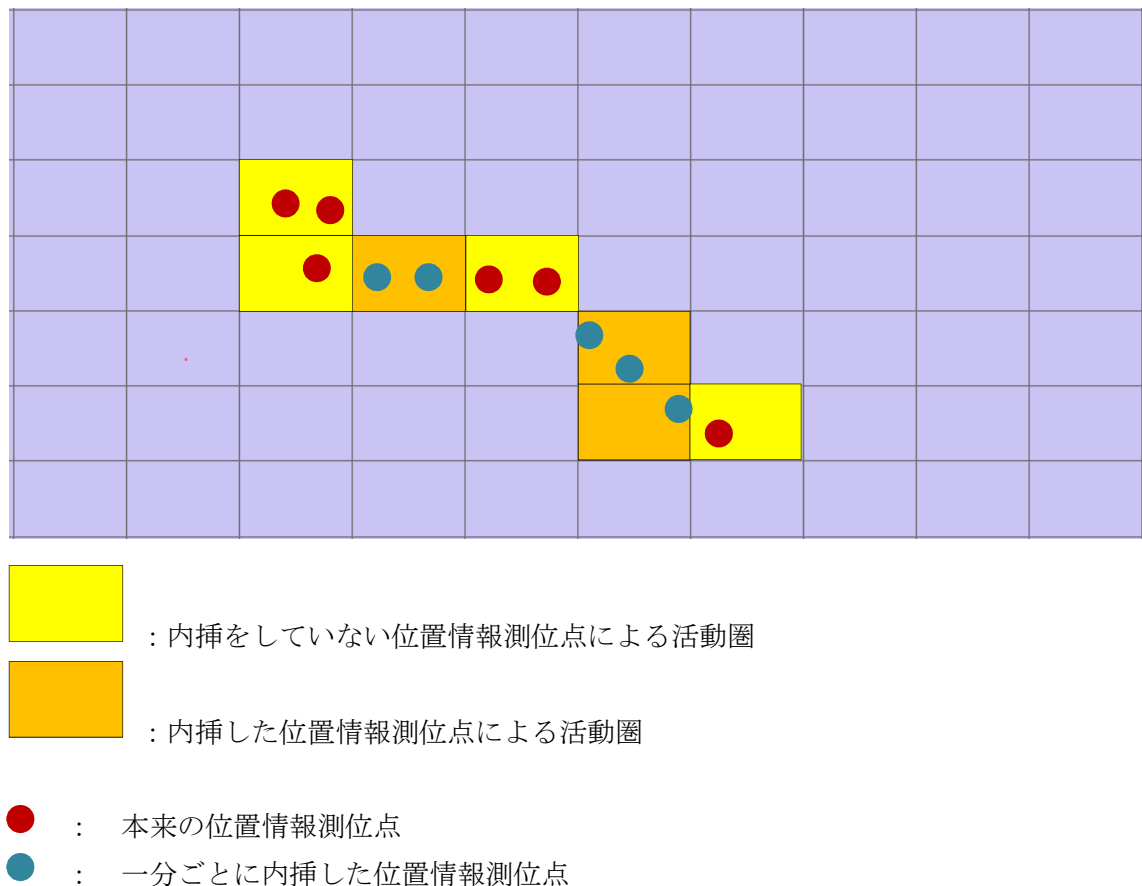 ：内挿をしていない位置情報測位点による活動圏
：内挿した位置情報測位点による活動圏
： 本来の位置情報測位点
： 一分ごとに内挿した位置情報測位点